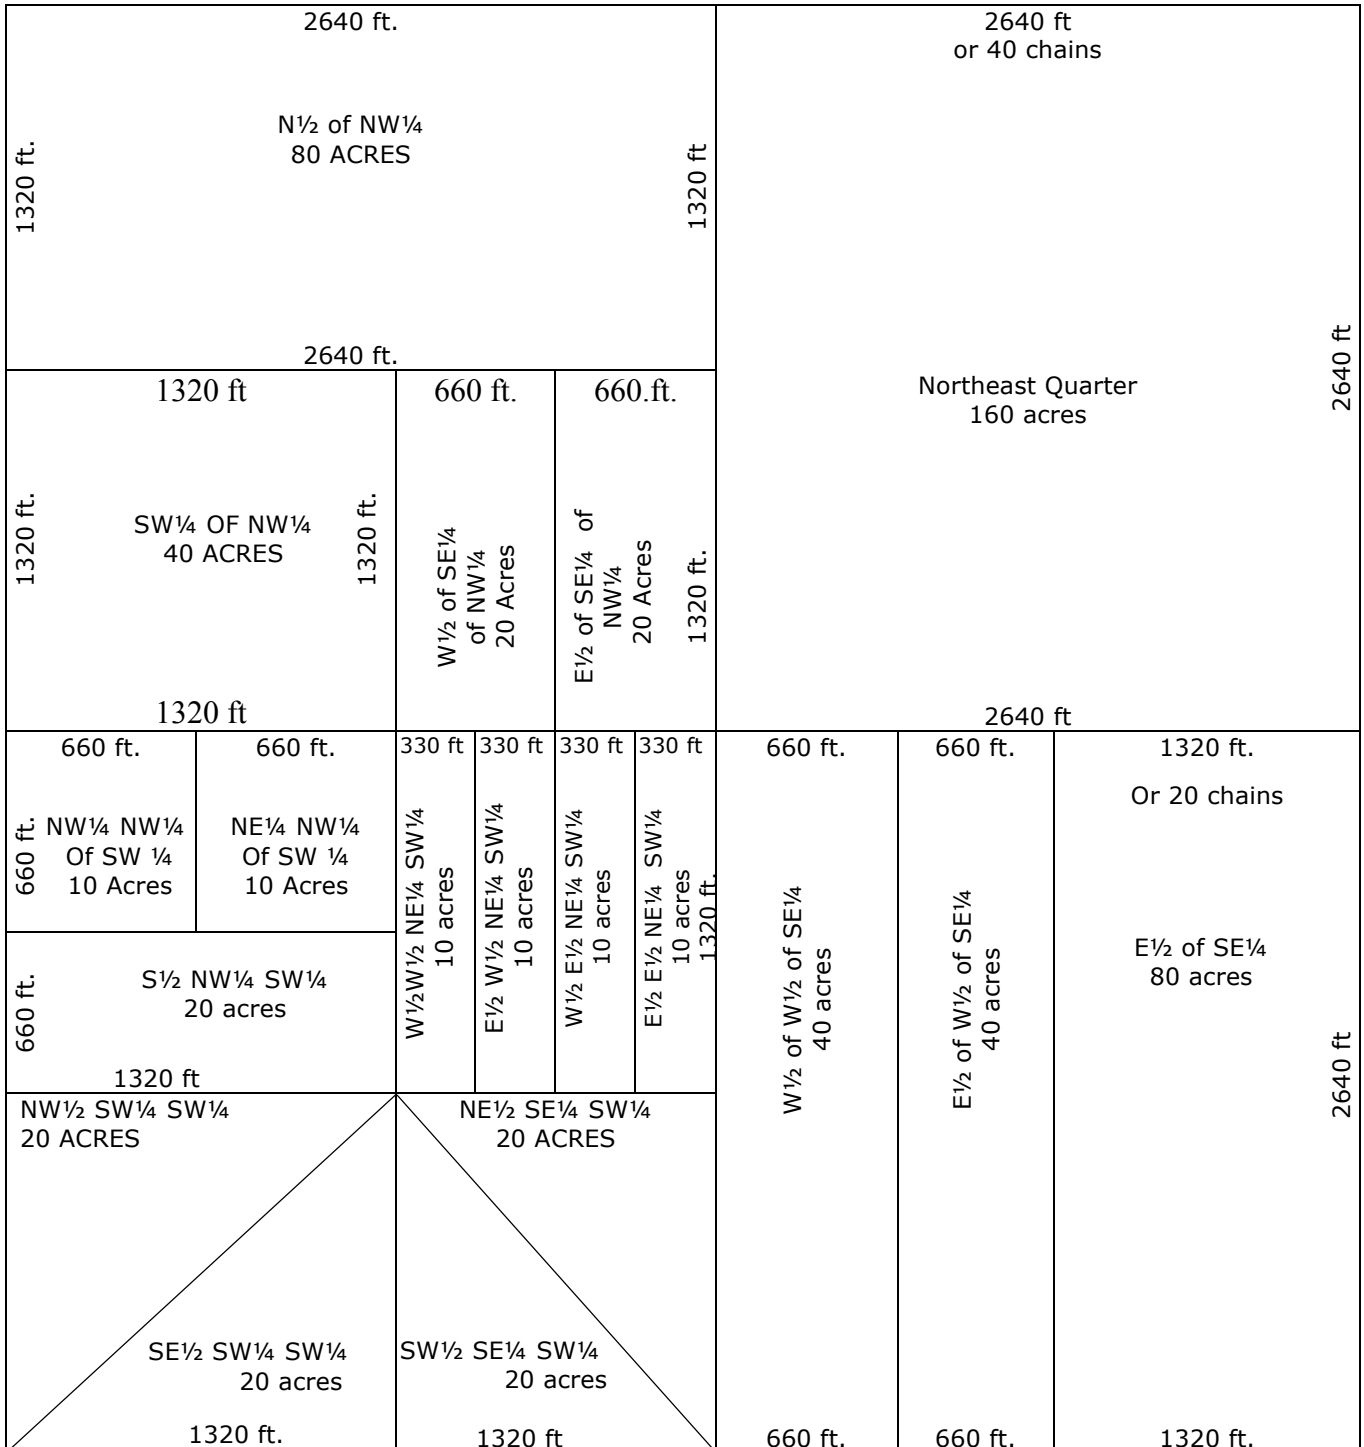 2640 ft.
N½ of NW¼
80 ACRES
1320 ft.
1320 ft
2640 ft.
2640 ft
or 40 chains
Northeast Quarter
160 acres
2640 ft
2640 ft
1320 ft
1320 ft.
SW¼ OF NW¼
40 ACRES
1320 ft.
1320 ft
660 ft.
W½ of SE¼
of NW¼
20 Acres
660.ft.
E½ of SE¼ of
NW¼
20 Acres
1320 ft.
660 ft.
660 ft.
NW¼ NW¼
Of SW ¼
10 Acres
660 ft.
NE¼ NW¼
Of SW ¼
10 Acres
660 ft.
S½ NW¼ SW¼
20 acres
1320 ft
330 ft
W½W½ NE¼ SW¼
10 acres
330 ft
E½ W½ NE¼ SW¼
10 acres
330 ft
W½ E½ NE¼ SW¼
10 acres
330 ft
E½ E½ NE¼ SW¼
10 acres
1320 ft.
660 ft.
W½ of W½ of SE¼
40 acres
660 ft.
660 ft.
E½ of W½ of SE¼
40 acres
660 ft.
1320 ft.
Or 20 chains
E½ of SE¼
80 acres
2640 ft
1320 ft.
NW½ SW¼ SW¼
20 ACRES
SE½ SW¼ SW¼
20 acres
1320 ft.
NE½ SE¼ SW¼
20 ACRES
SW½ SE¼ SW¼
20 acres
1320 ft